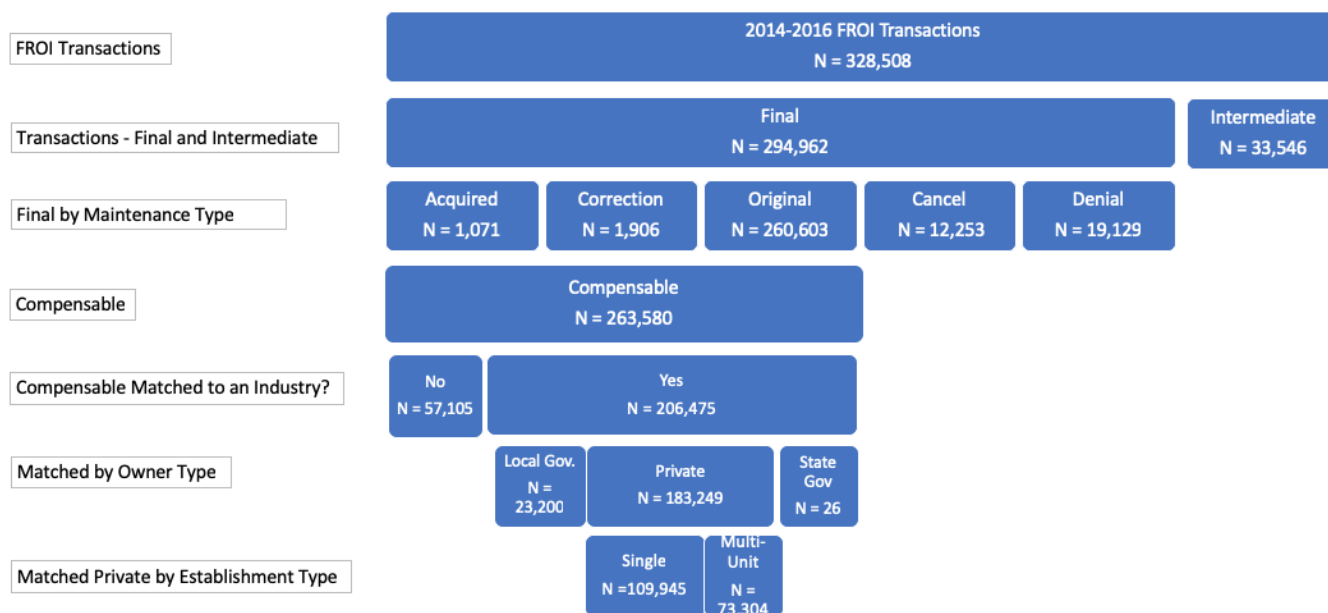 FROI Transactions
2014-2016 FROI Transactions
N = 328,508
Transactions - Final and Intermediate
Final
N = 294,962
Intermediate
N = 33,546
Final by Maintenance Type
Acquired
N = 1,071
Correction
N = 1,906
Original
N = 260,603
Cancel
N = 12,253
Denial
N = 19,129
Compensable
Compensable
N = 263,580
Compensable Matched to an Industry?
No
N = 57,105
Yes
N = 206,475
Matched by Owner Type
Local Gov.
N =
23,200
Private
N = 183,249
State
Gov
N = 26
Matched Private by Establishment Type
Single
N =109,945
Multi-
Unit
N =
73,304